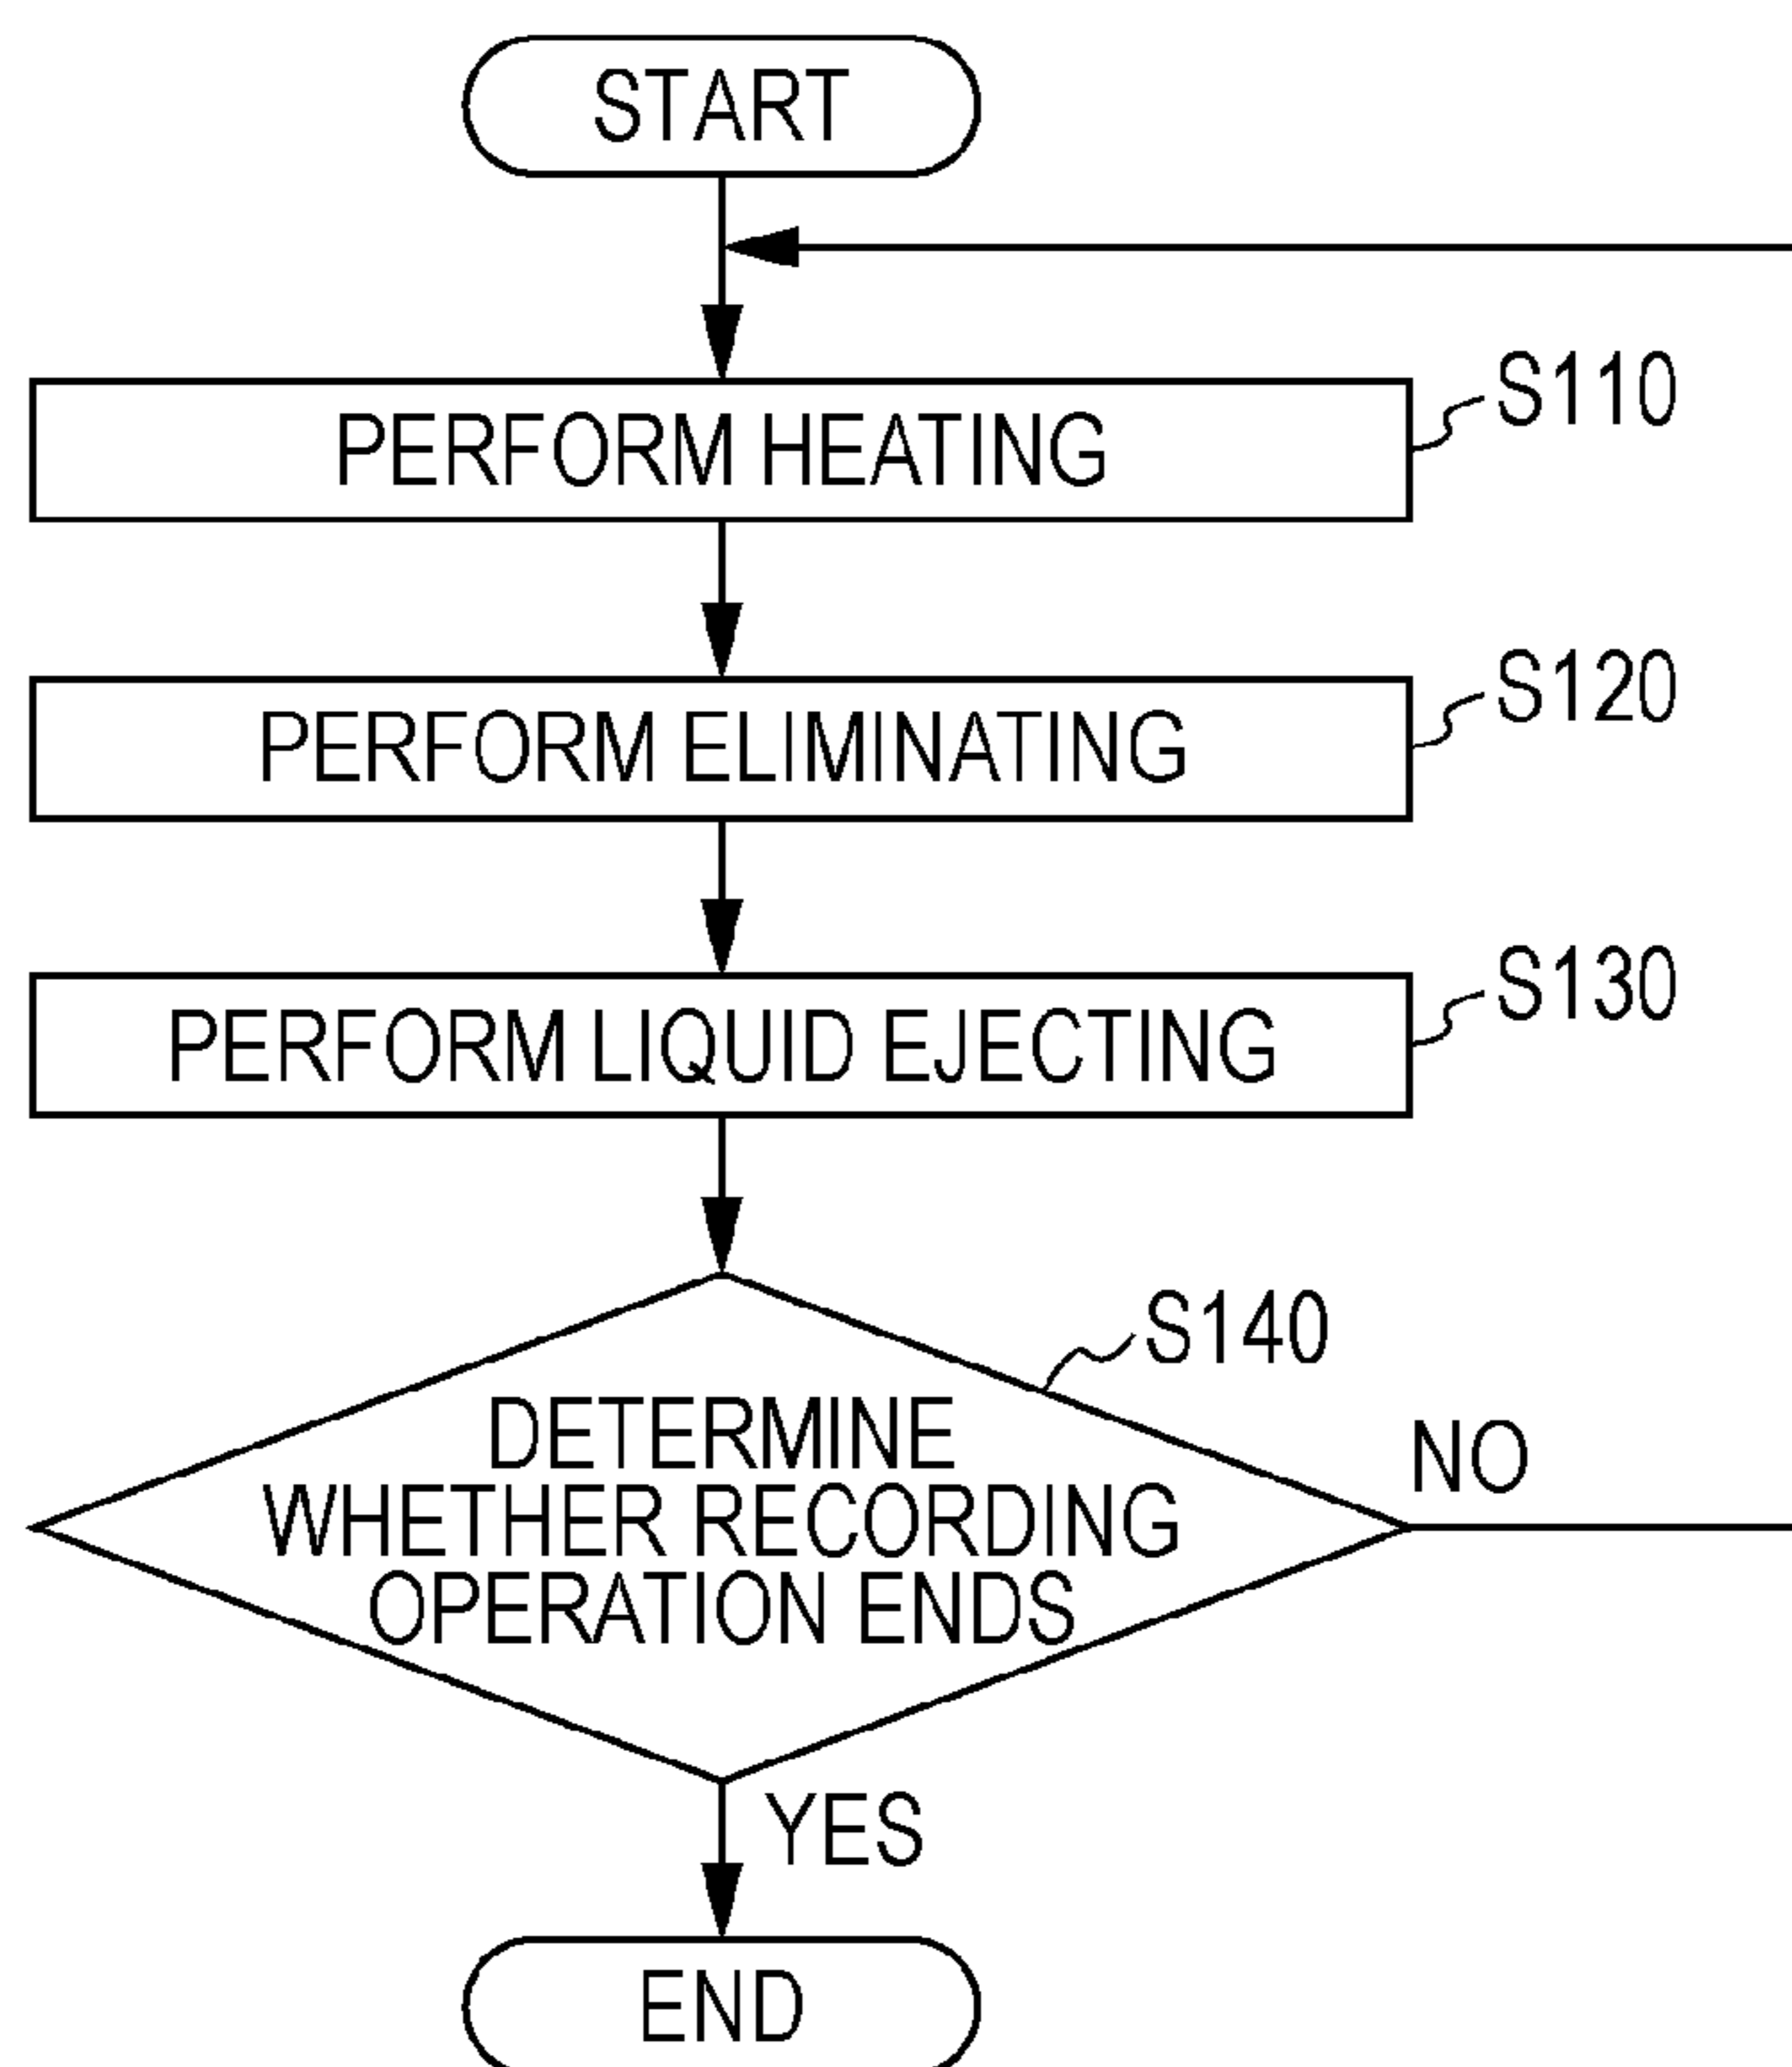 START
PERFORM HEATING
S110
PERFORM ELIMINATING
S120
PERFORM LIQUID EJECTING
S130
S140
DETERMINE
WHETHER RECORDING
OPERATION ENDS
NO
YES
END